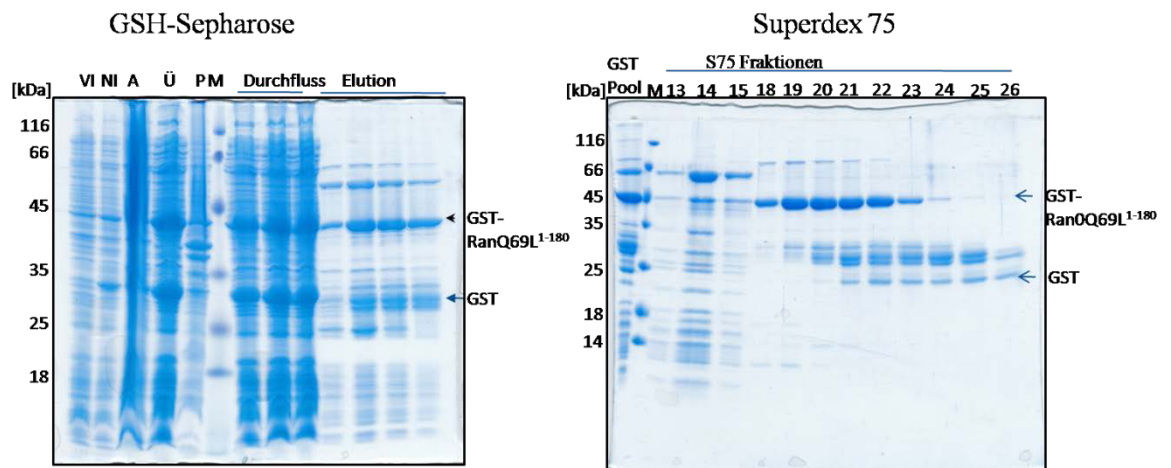 GSH-Sepharose
VI NI A Ü P M Durchfluss Elution
[kDa]
116
66
45
35
25
18
GST-
RanQ69L1-180
GST
Superdex 75
GST
Pool
S75 Fraktionen
[kDa] M 13 14 15 18 19 20 21 22 23 24 25 26
116
66
45
35
25
18
14
GST-
Ran0Q69L1-180
GST